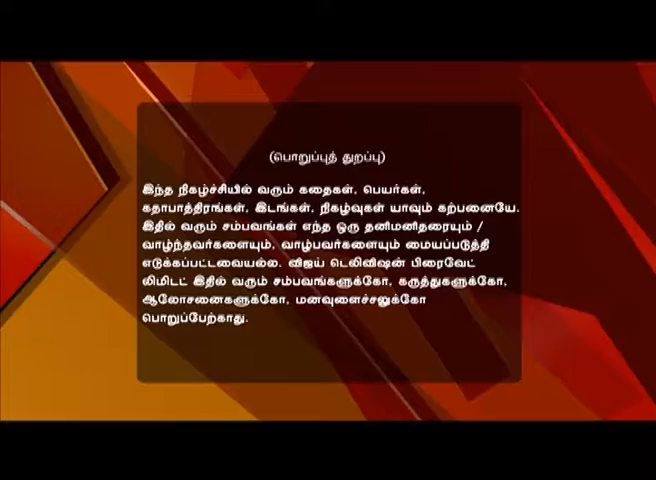 (பொறுப்புத் துறப்பு)
இந்த நிகழ்ச்சியில் வரும் கதைகள், பெயர்கள்,
கதாபாத்திரங்கள், இடங்கள், நிகழ்வுகள் யாவும் கற்பனையே.
இதில் வரும் சம்பவங்கள் எந்த ஒரு தனிமனிதரையும் /
வாழ்ந்தவர்களையும், வாழ்பவர்களையும் மையப்படுத்தி
எடுக்கப்பட்டவையல்ல. விஜய் டெலிவிஷன் பிரைவேட்
லிமிடட் இதில் வரும் சம்பவங்களுக்கோ, கருத்துகளுக்கோ,
ஆலோசனைகளுக்கோ, மனவுளைச்சலுக்கோ
பொறுப்பேற்காது.